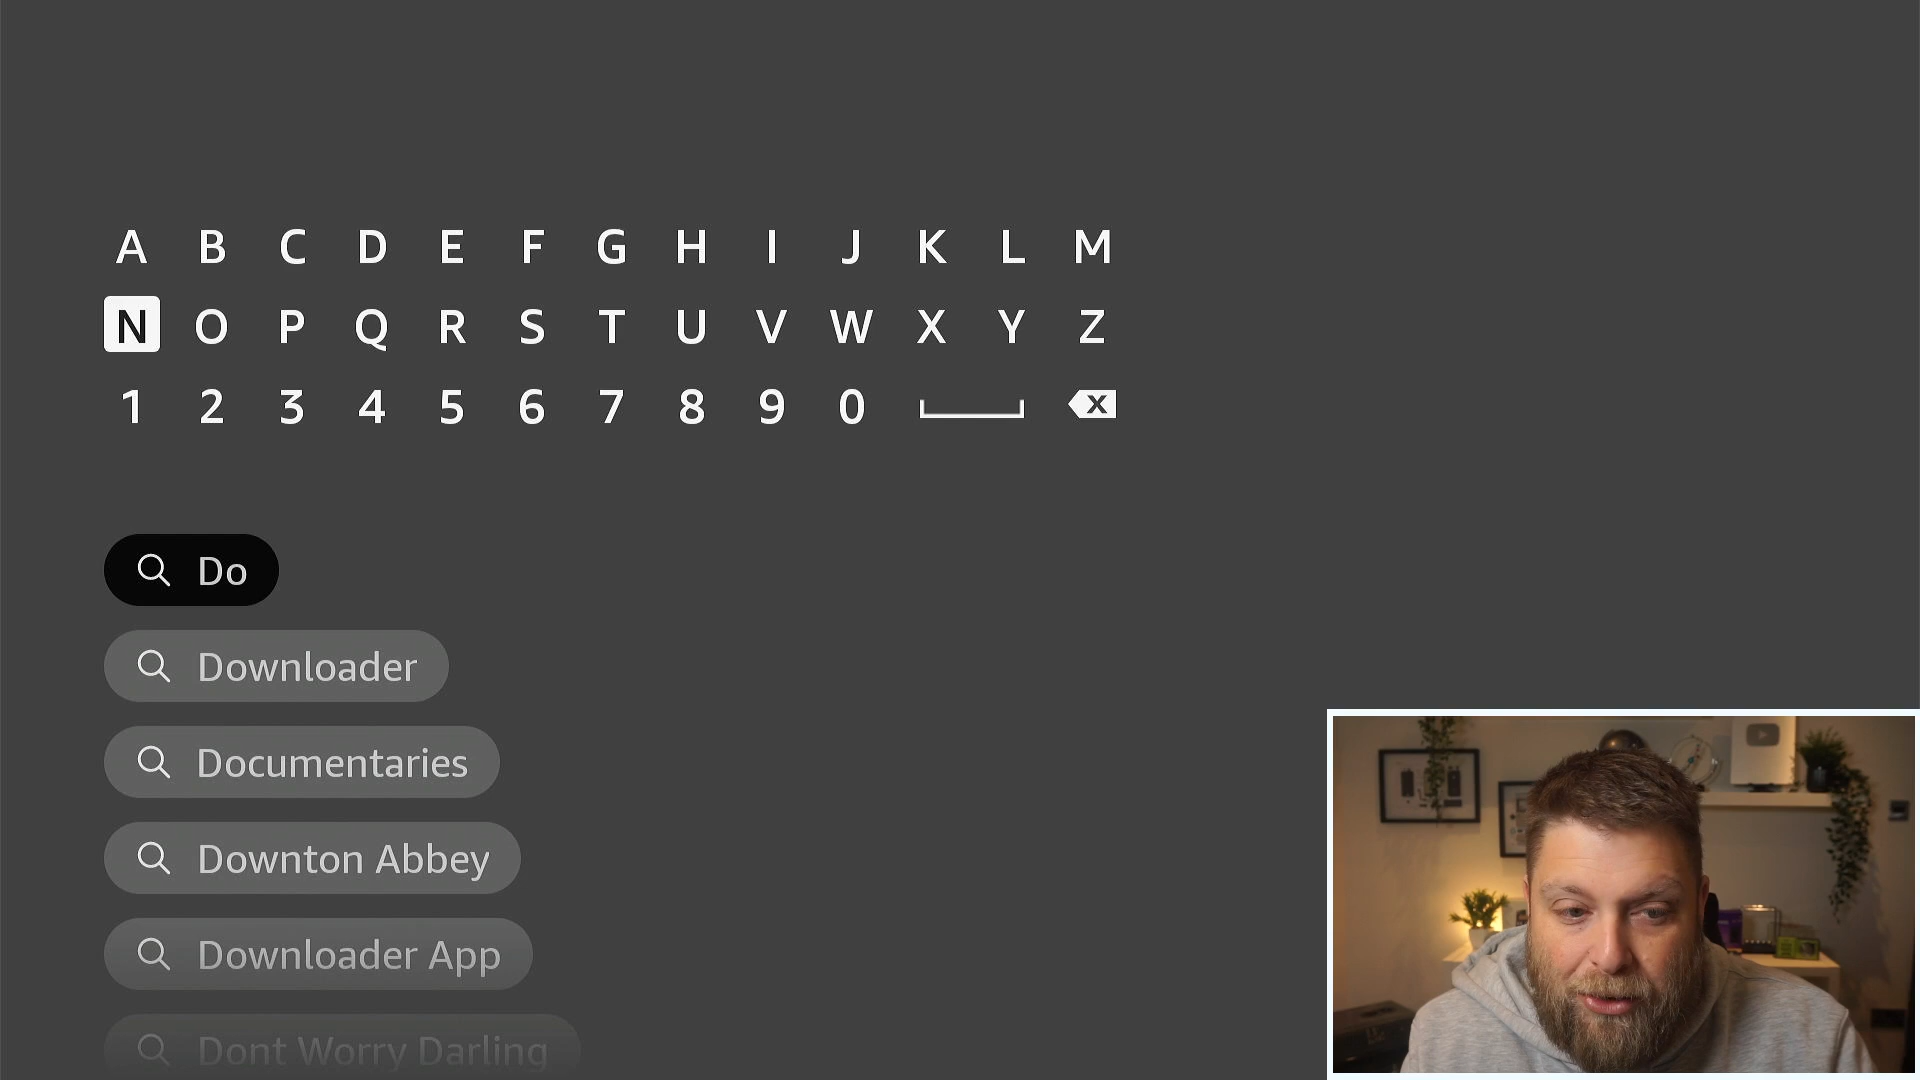 A B C D E F G H I J K L M
N O P Q R S T U V W X Y Z
1 2 3 4 5 6 7 8 9 0
Do
Downloader
Documentaries
Downton Abbey
Downloader App
Dont Worry Darling